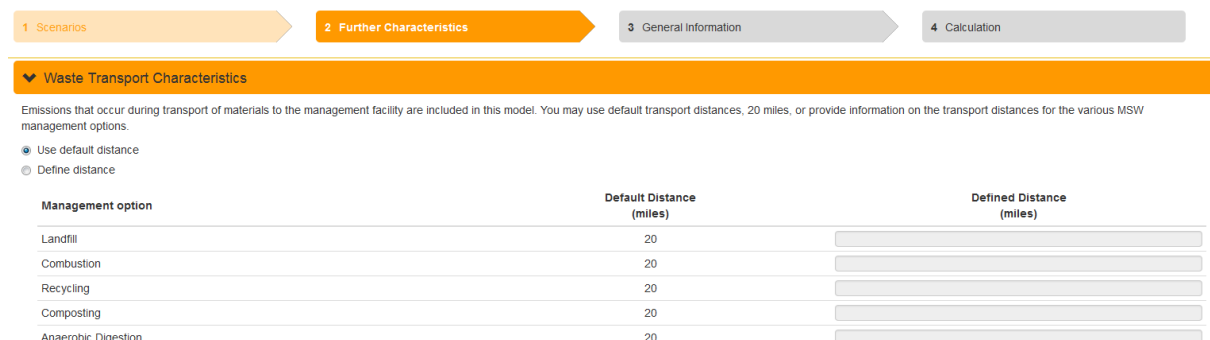 1 Scenarios
2 Further Characteristics
3 General Information
4 Calculation
Waste Transport Characteristics
Emissions that occur during transport of materials to the management facility are included in this model. You may use default transport distances, 20 miles, or provide information on the transport distances for the various MSW
management options.
Use default distance
Define distance
Management option
Default Distance
(miles)
Defined Distance
(miles)
Landfill 20
Combustion 20
Recycling 20
Composting 20
Anaerobic Digestion 20